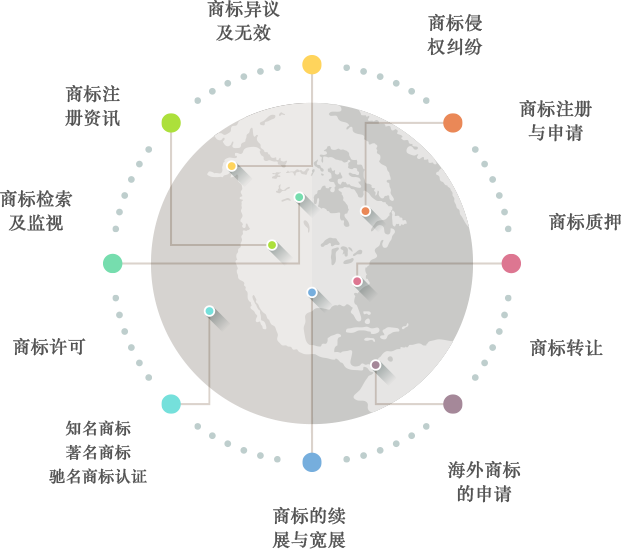 商标异议
及无效
商标侵
权纠纷
商标注
册资讯
商标注册
与申请
商标检索
及监视
商标质押
商标许可
商标转让
知名商标
著名商标
驰名商标认证
海外商标
的申请
商标的续
展与宽展